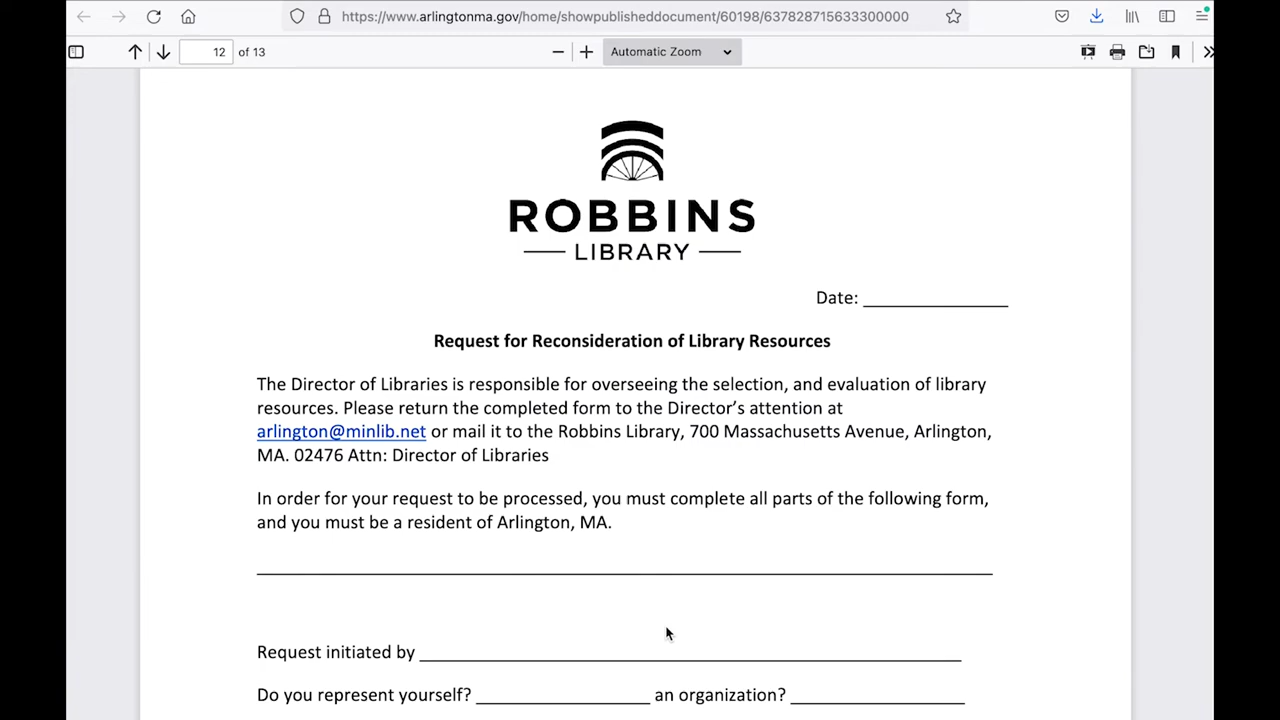 https://www.arlingtonma.gov/home/showpublisheddocument/60198/637828715633300000
12 of 13
Automatic Zoom
ROBBINS
LIBRARY
Date: _______________
Request for Reconsideration of Library Resources
The Director of Libraries is responsible for overseeing the selection, and evaluation of library
resources. Please return the completed form to the Director’s attention at
arlington@minlib.net or mail it to the Robbins Library, 700 Massachusetts Avenue, Arlington,
MA. 02476 Attn: Director of Libraries
In order for your request to be processed, you must complete all parts of the following form,
and you must be a resident of Arlington, MA.
Request initiated by _______________
Do you represent yourself? _______________ an organization? _______________